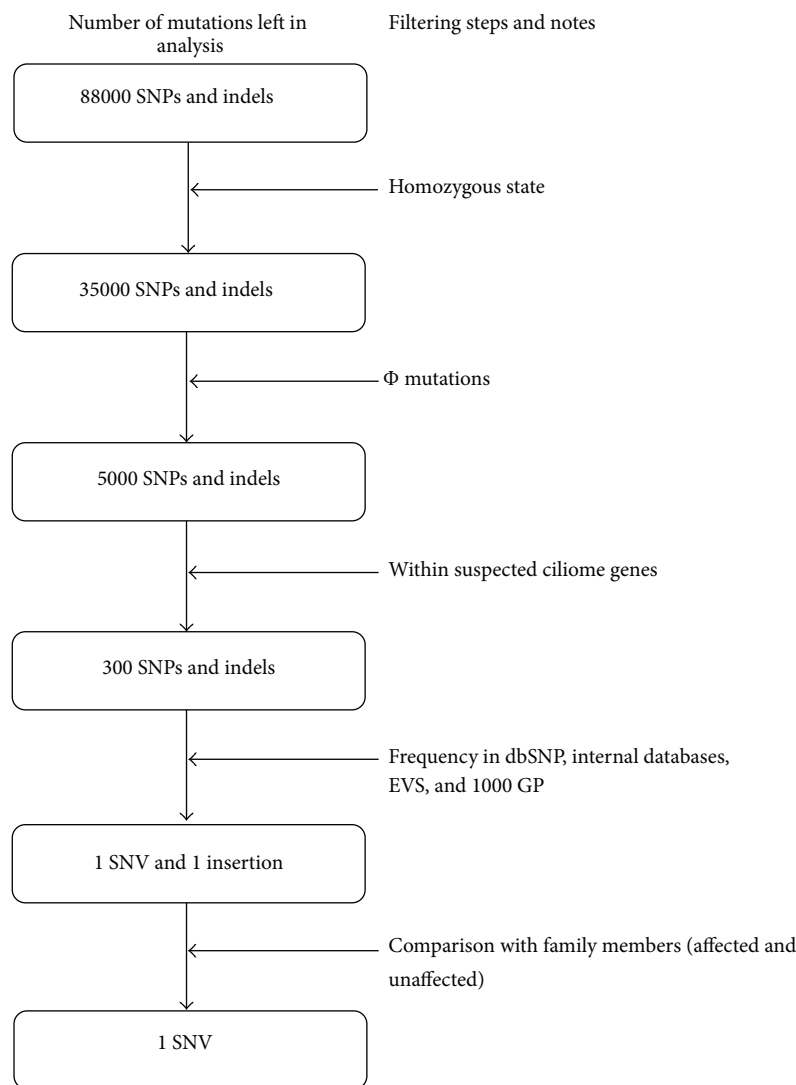 Number of mutations left in
analysis
Filtering steps and notes
88000 SNPs and indels
Homozygous state
35000 SNPs and indels
Φ mutations
5000 SNPs and indels
Within suspected ciliome genes
300 SNPs and indels
Frequency in dbSNP, internal databases,
EVS, and 1000 GP
1 SNV and 1 insertion
Comparison with family members (affected and
unaffected)
1 SNV